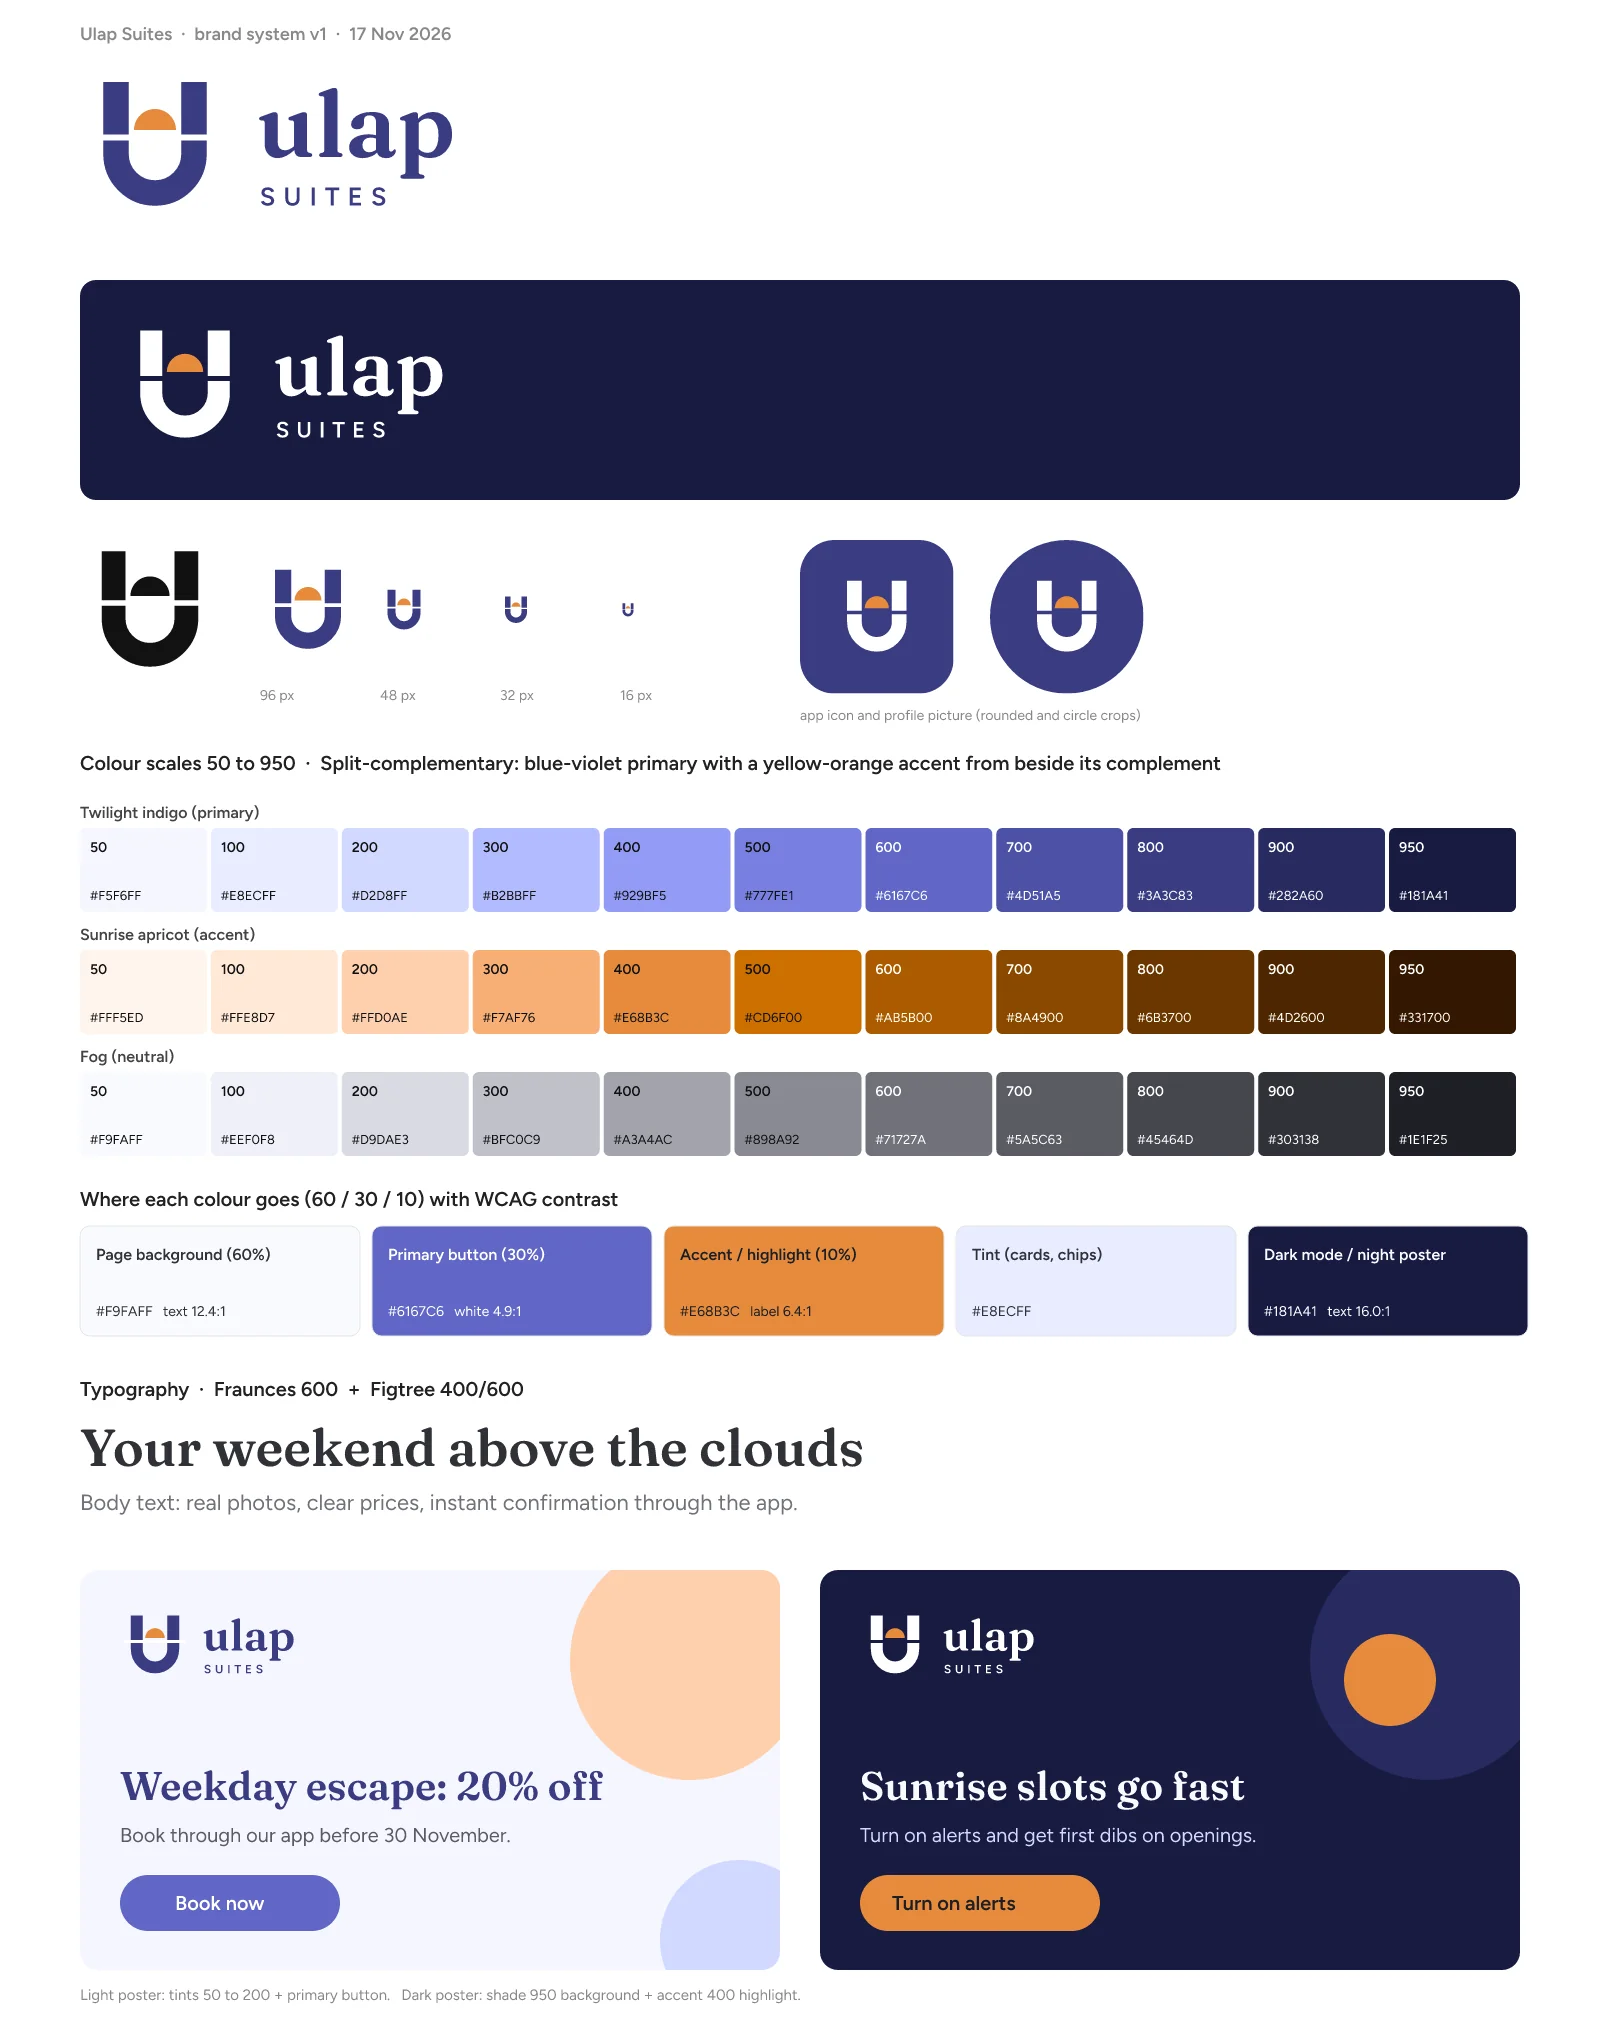 Ulap Suites · brand system v1 · 17 Nov 2026
ulap
SUITES
ulap
SUITES
96 px 48 px 32 px 16 px
app icon and profile picture (rounded and circle crops)
Colour scales 50 to 950 · Split-complementary: blue-violet primary with a yellow-orange accent from beside its complement
Twilight indigo (primary)
50 100 200 300 400 500 600 700 800 900 950
#F5F6FF #E8ECFF #D2D8FF #B2BBFF #929BF5 #777FE1 #6167C6 #4D51A5 #3A3C83 #282A60 #181A41
Sunrise apricot (accent)
50 100 200 300 400 500 600 700 800 900 950
#FFF5ED #FFE8D7 #FFD0AE #F7AF76 #E68B3C #CD6F00 #AB5B00 #8A4900 #6B3700 #4D2600 #331700
Fog (neutral)
50 100 200 300 400 500 600 700 800 900 950
#F9FAFF #EEF0F8 #D9DAE3 #BFC0C9 #A3A4AC #898A92 #71727A #5A5C63 #45464D #303138 #1E1F25
Where each colour goes (60 / 30 / 10) with WCAG contrast
Page background (60%)
#F9FAFF text 12.4:1
Primary button (30%)
#6167C6 white 4.9:1
Accent / highlight (10%)
#E68B3C label 6.4:1
Tint (cards, chips)
#E8ECFF
Dark mode / night poster
#181A41 text 16.0:1
Typography · Fraunces 600 + Figtree 400/600
Your weekend above the clouds
Body text: real photos, clear prices, instant confirmation through the app.
ulap
SUITES
Weekday escape: 20% off
Book through our app before 30 November.
Book now
ulap
SUITES
Sunrise slots go fast
Turn on alerts and get first dibs on openings.
Turn on alerts
Light poster: tints 50 to 200 + primary button. Dark poster: shade 950 background + accent 400 highlight.